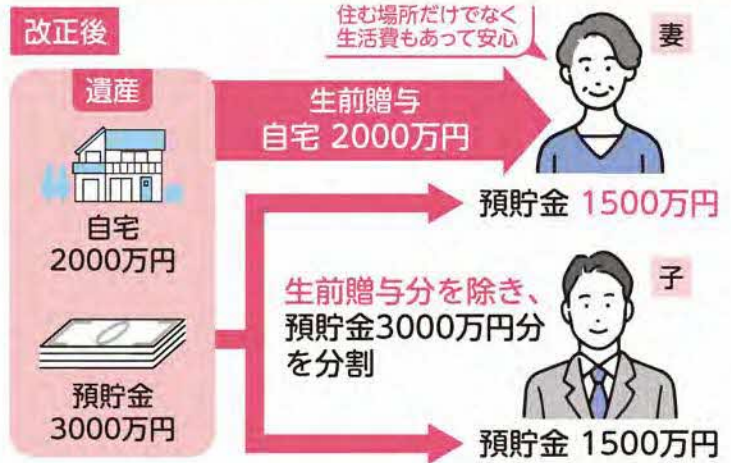 改正後
住む場所だけでなく
生活費もあって安心
妻
遺産
生前贈与
自宅 2000万円
自宅
2000万円
預貯金 1500万円
生前贈与分を除き、
預貯金3000万円分
を分割
子
預貯金
3000万円
預貯金 1500万円